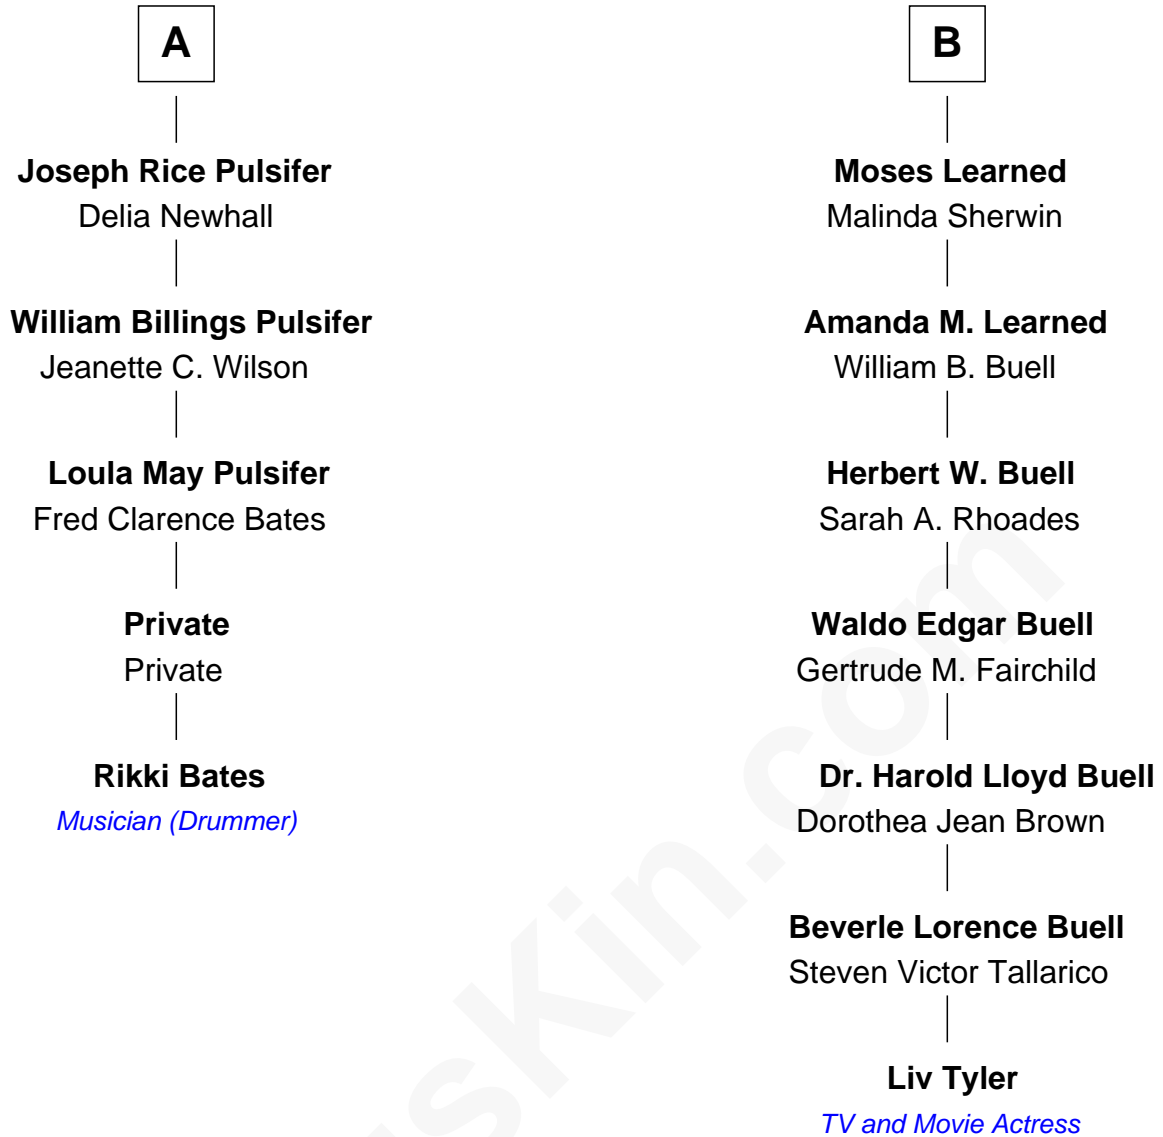 A
Joseph Rice Pulsifer
Delia Newhall
William Billings Pulsifer
Jeanette C. Wilson
Loula May Pulsifer
Fred Clarence Bates
Private
Private
Rikki Bates
Musician (Drummer)
B
Moses Learned
Malinda Sherwin
Amanda M. Learned
William B. Buell
Herbert W. Buell
Sarah A. Rhoades
Waldo Edgar Buell
Gertrude M. Fairchild
Dr. Harold Lloyd Buell
Dorothea Jean Brown
Beverle Lorence Buell
Steven Victor Tallarico
Liv Tyler
TV and Movie Actress
sKin.com